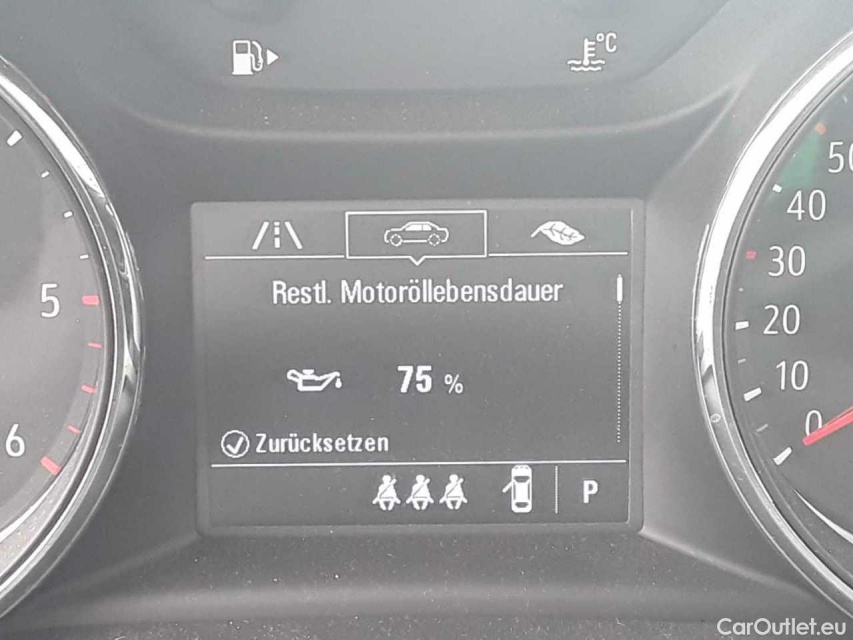 °C
50
40
5
Restl. Motoröllebensdauer
30
20
75 %
10
6
0
Zurücksetzen
P
CarOutlet.eu